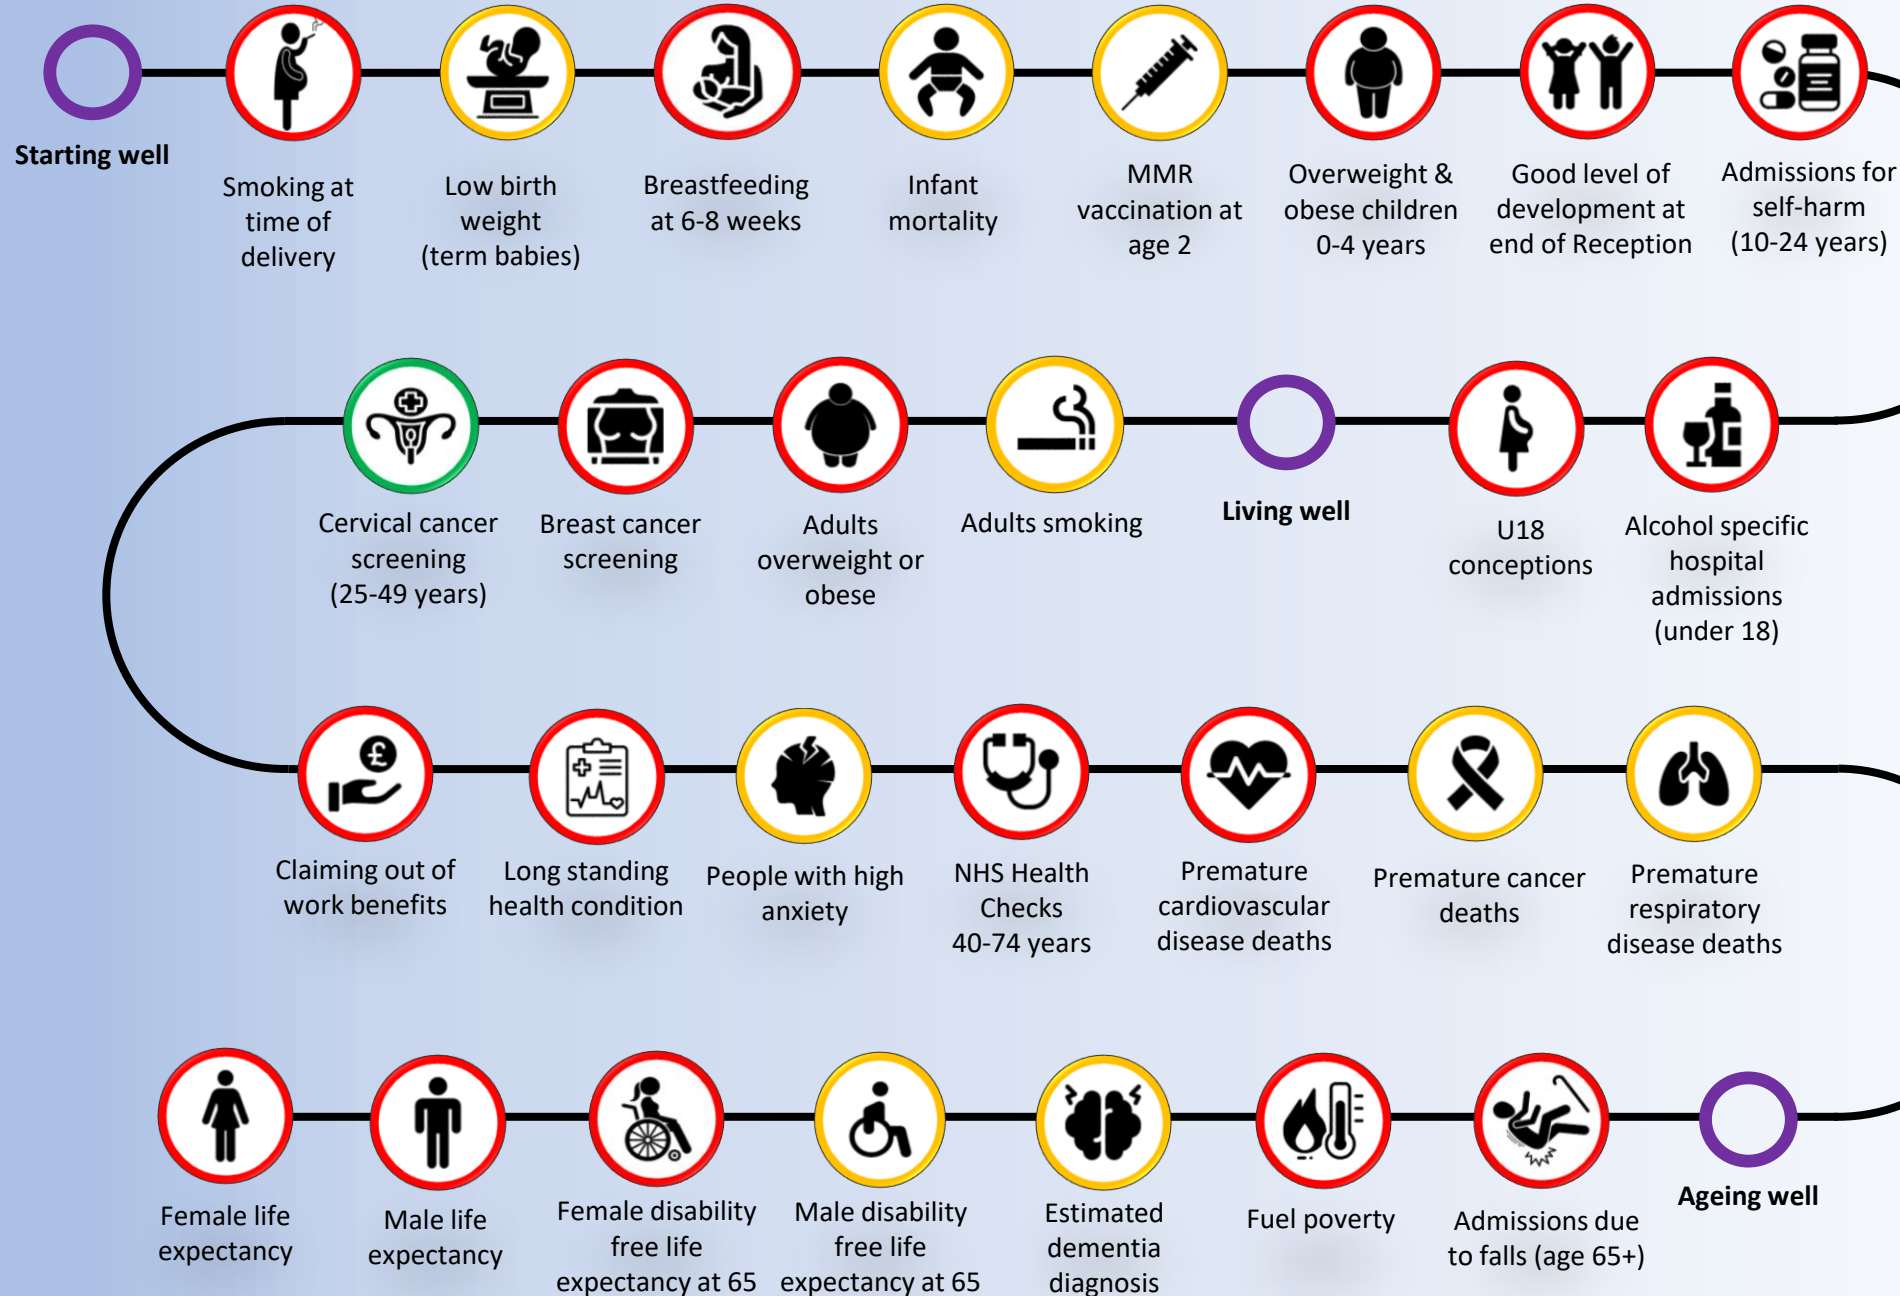 Starting well
Smoking at
time of
delivery
Low birth
weight
(term babies)
Breastfeeding
at 6-8 weeks
Infant
mortality
MMR
vaccination at
age 2
Overweight &
obese children
0-4 years
Good level of
development at
end of Reception
Admissions for
self-harm
(10-24 years)
Cervical cancer
screening
(25-49 years)
Breast cancer
screening
Adults
overweight or
obese
Adults smoking
Living well
U18
conceptions
Alcohol specific
hospital
admissions
(under 18)
£
Claiming out of
work benefits
Long standing
health condition
People with high
anxiety
NHS Health
Checks
40-74 years
Premature
cardiovascular
disease deaths
Premature cancer
deaths
Premature
respiratory
disease deaths
Female life
expectancy
Male life
expectancy
Female disability
free life
expectancy at 65
Male disability
free life
expectancy at 65
Estimated
dementia
diagnosis
Fuel poverty
Admissions due
to falls (age 65+)
Ageing well